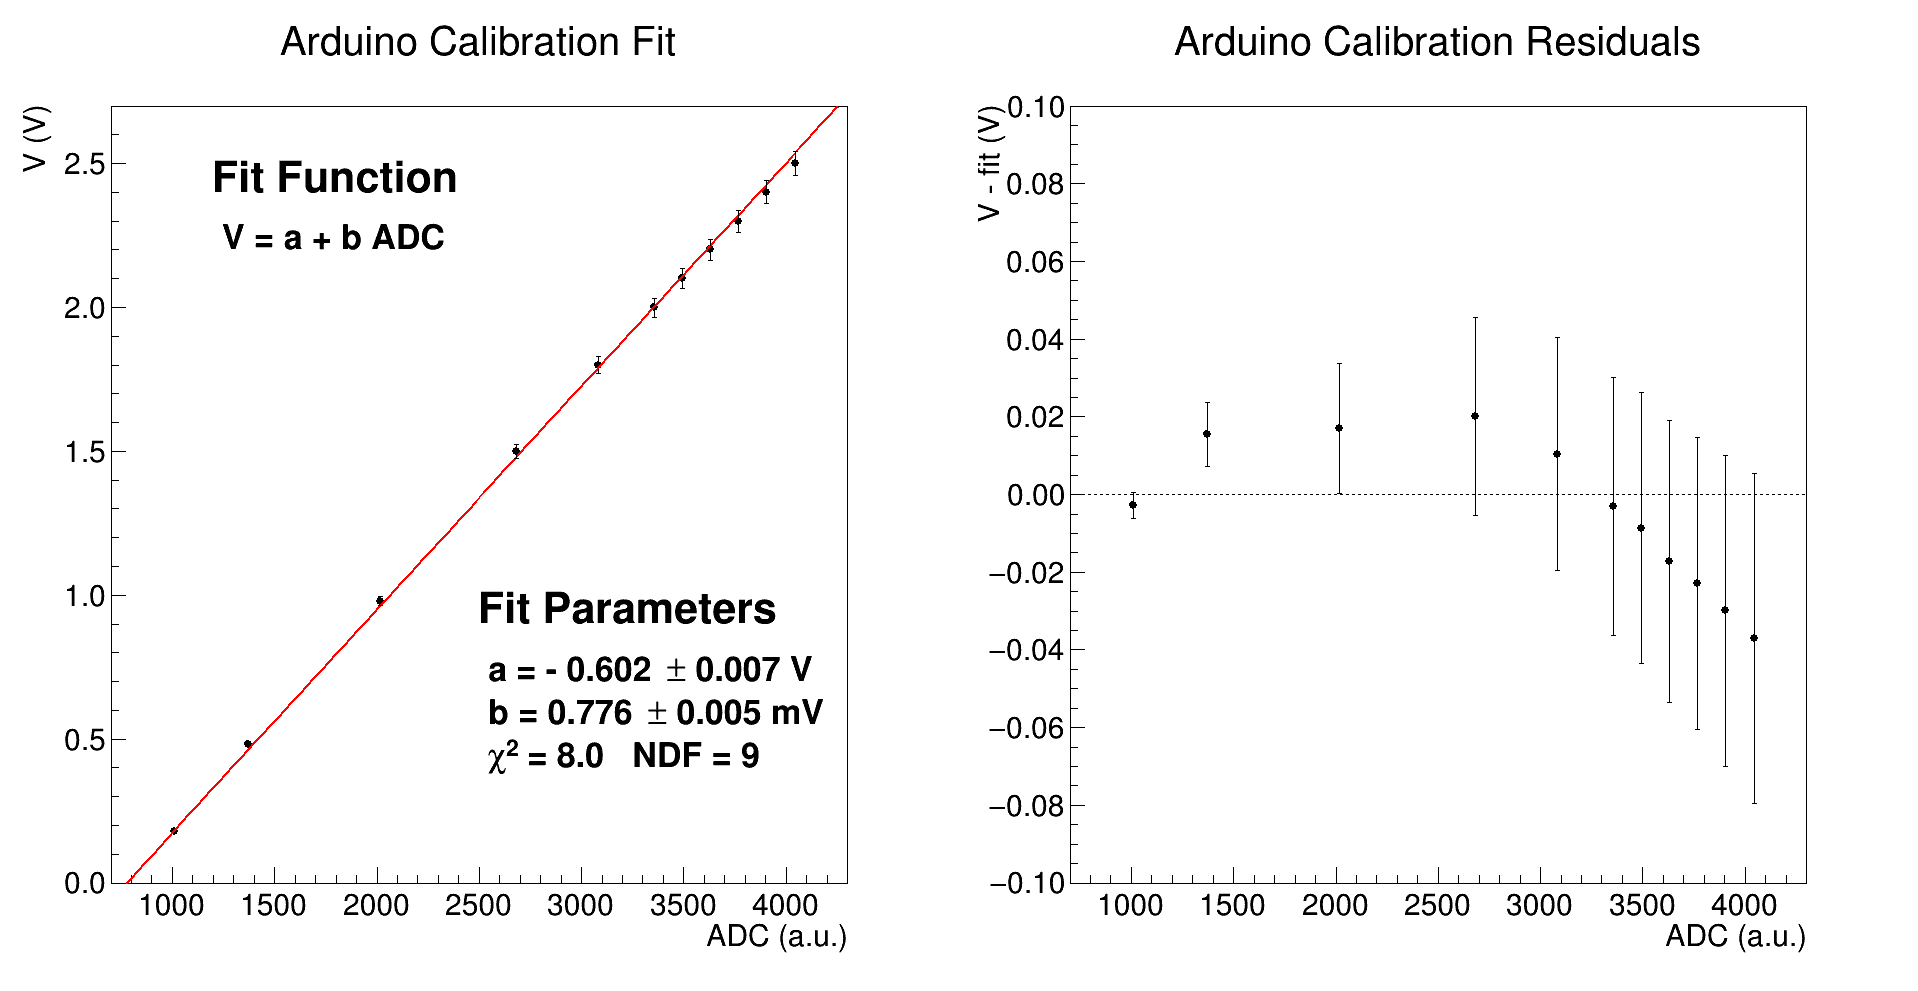 Arduino Calibration Fit
V (V)
2.5
2.0
1.5
1.0
0.5
0.0
Fit Function
V = a + b ADC
Fit Parameters
a = - 0.602 ± 0.007 V
b = 0.776 ± 0.005 mV
χ² = 8.0 NDF = 9
1000 1500 2000 2500 3000 3500 4000
ADC (a.u.)
Arduino Calibration Residuals
V - fit (V)
0.10
0.08
0.06
0.04
0.02
0.00
−0.02
−0.04
−0.06
−0.08
−0.10
1000 1500 2000 2500 3000 3500 4000
ADC (a.u.)